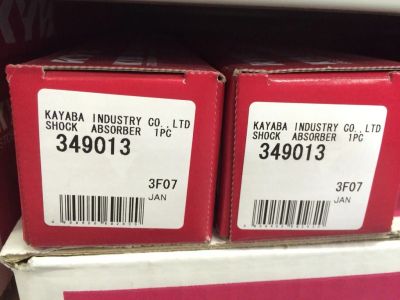 KAYABA INDUSTRY CO.,LTD
SHOCK ABSORBER 1PC
349013
3F07
JAN
KAYABA INDUSTRY CO.,LTD
SHOCK ABSORBER 1PC
349013
3F07
JAN